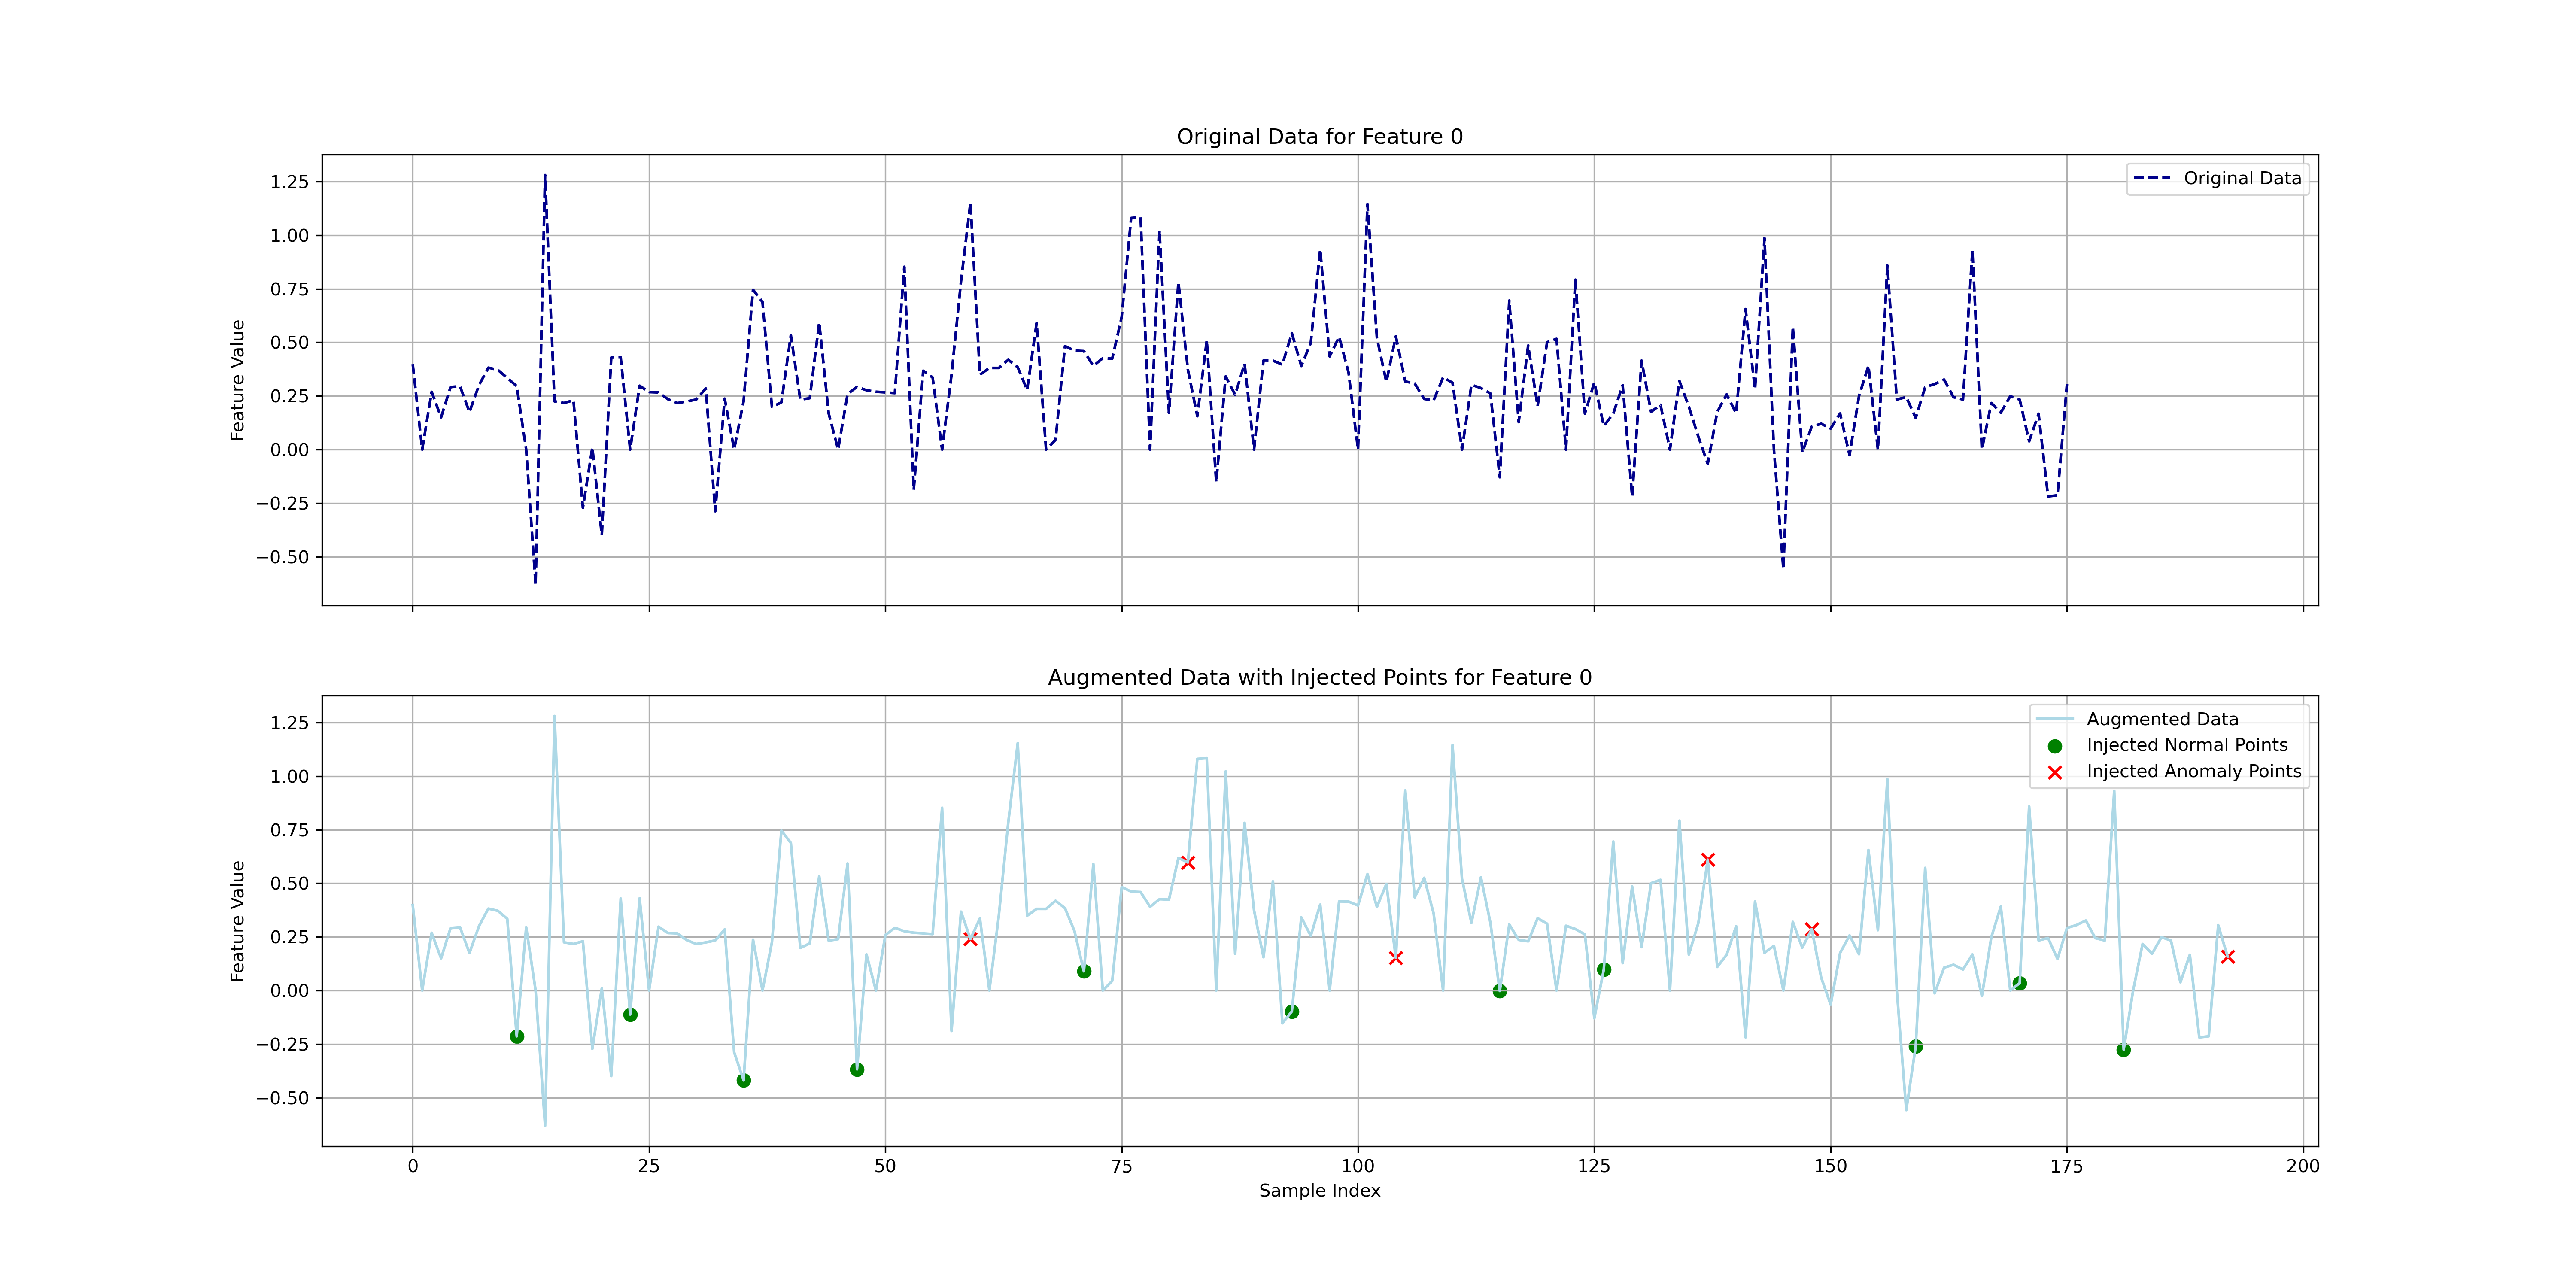 Original Data for Feature 0
1.25
1.00
0.75
0.50
0.25
0.00
−0.25
−0.50
Feature Value
Original Data
Augmented Data with Injected Points for Feature 0
1.25
1.00
0.75
0.50
0.25
0.00
−0.25
−0.50
Feature Value
Augmented Data
Injected Normal Points
Injected Anomaly Points
0 25 50 75 100 125 150 175 200
Sample Index